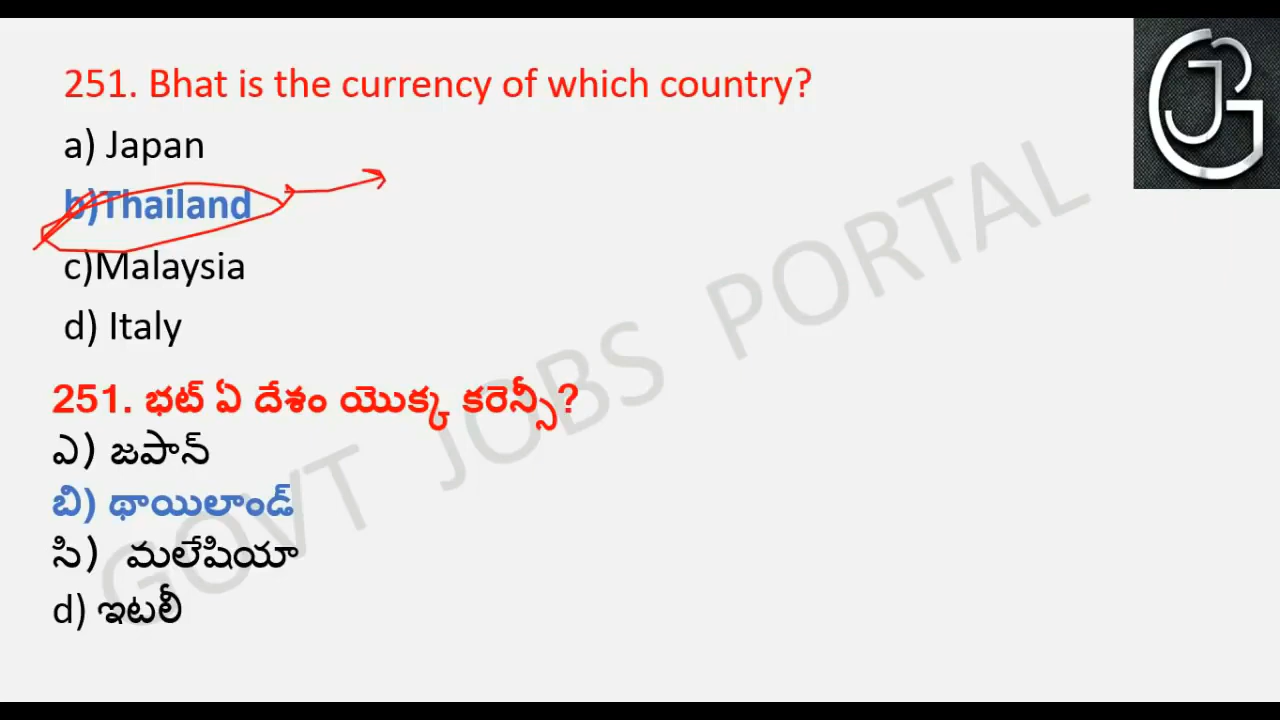 251. Bhat is the currency of which country?
a) Japan
b)Thailand
c)Malaysia
d) Italy
251. భట్ ఏ దేశం యొక్క కరెన్సీ?
ఎ) జపాన్
బి) థాయిలాండ్
సి) మలేషియా
d) ఇటలీ
GOVT JOBS PORTAL
GJ